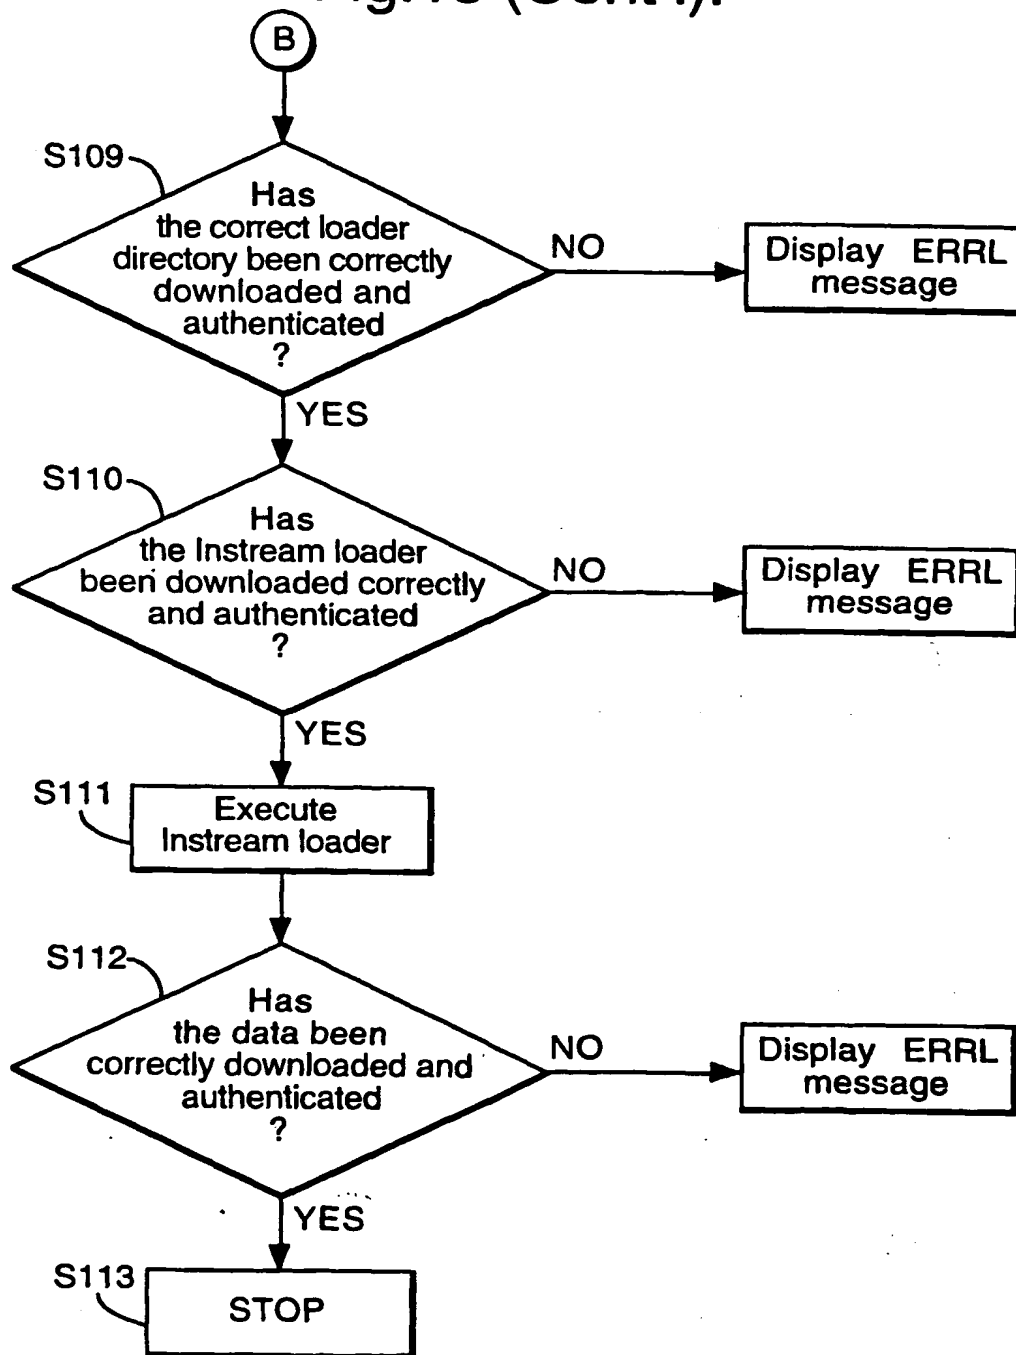 (Cont'd).
B
S109
Has
the correct loader
directory been correctly
downloaded and
authenticated
?
NO
Display ERRL
message
YES
S110
Has
the Instream loader
been downloaded correctly
and authenticated
?
NO
Display ERRL
message
YES
S111
Execute
Instream loader
S112
Has
the data been
correctly downloaded and
authenticated
?
NO
Display ERRL
message
YES
S113
STOP